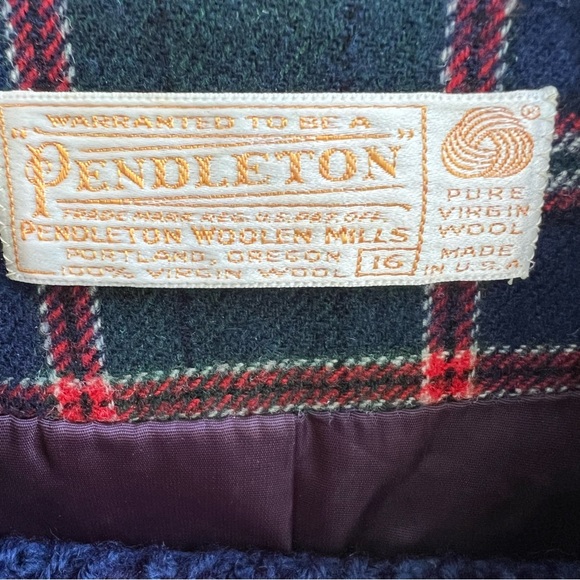 "WARRANTED TO BE A"
PENDLETON
TRADE MARK REG. U.S. PAT. OFF.
PENDLETON WOOLEN MILLS
PORTLAND, OREGON
100% VIRGIN WOOL
16
®
PURE
VIRGIN
WOOL
MADE
IN U.S.A.